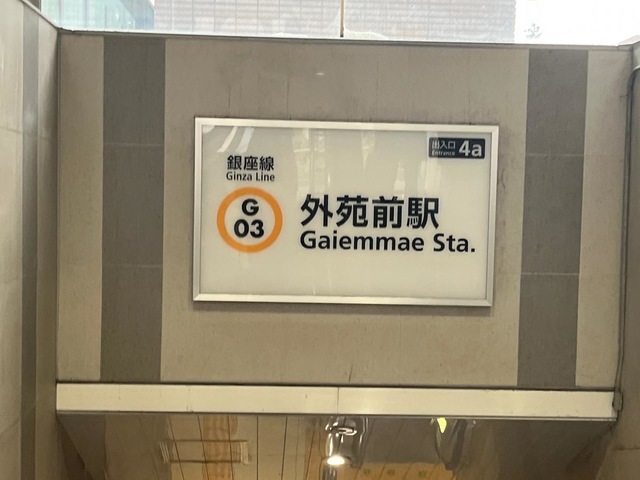 出入口
Entrance
4a
銀座線
Ginza Line
G
03
外苑前駅
Gaiemmae Sta.